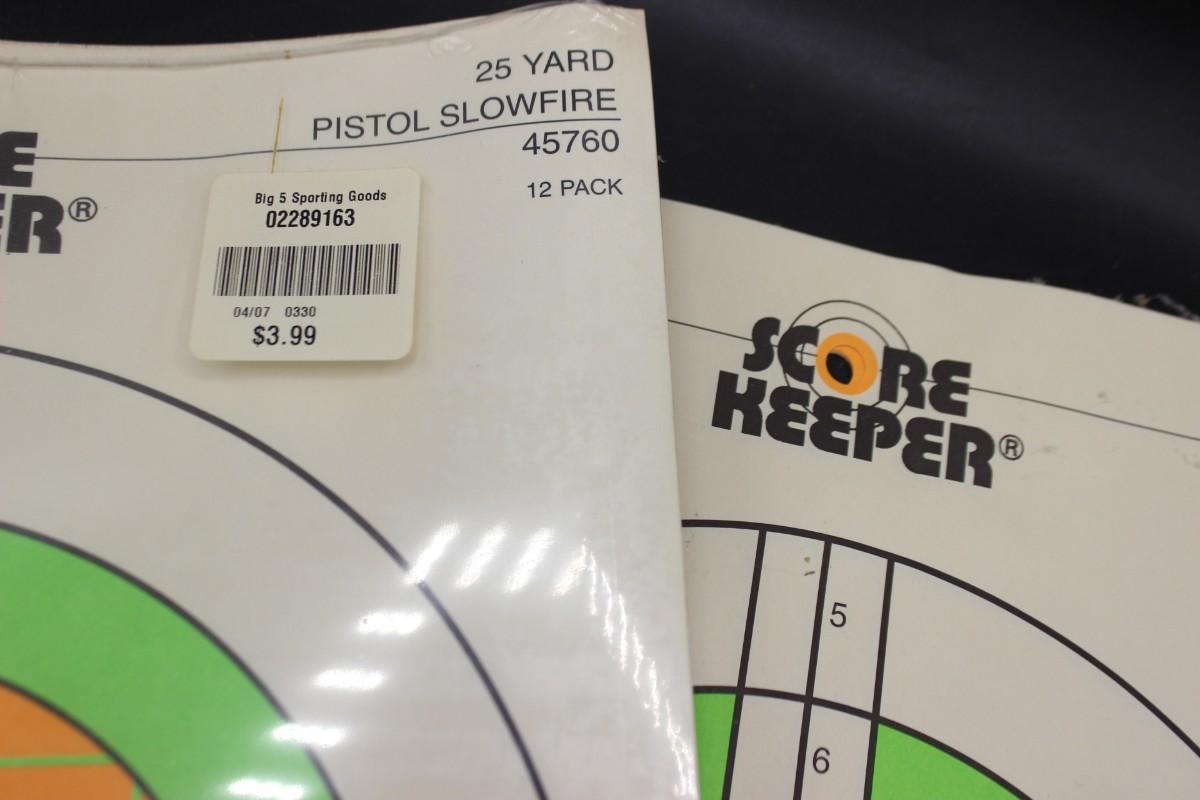 25 YARD
PISTOL SLOWFIRE
45760
12 PACK
E
ER®
Big 5 Sporting Goods
02289163
04/07 0330
$3.99
SCORE
KEEPER®
5
6